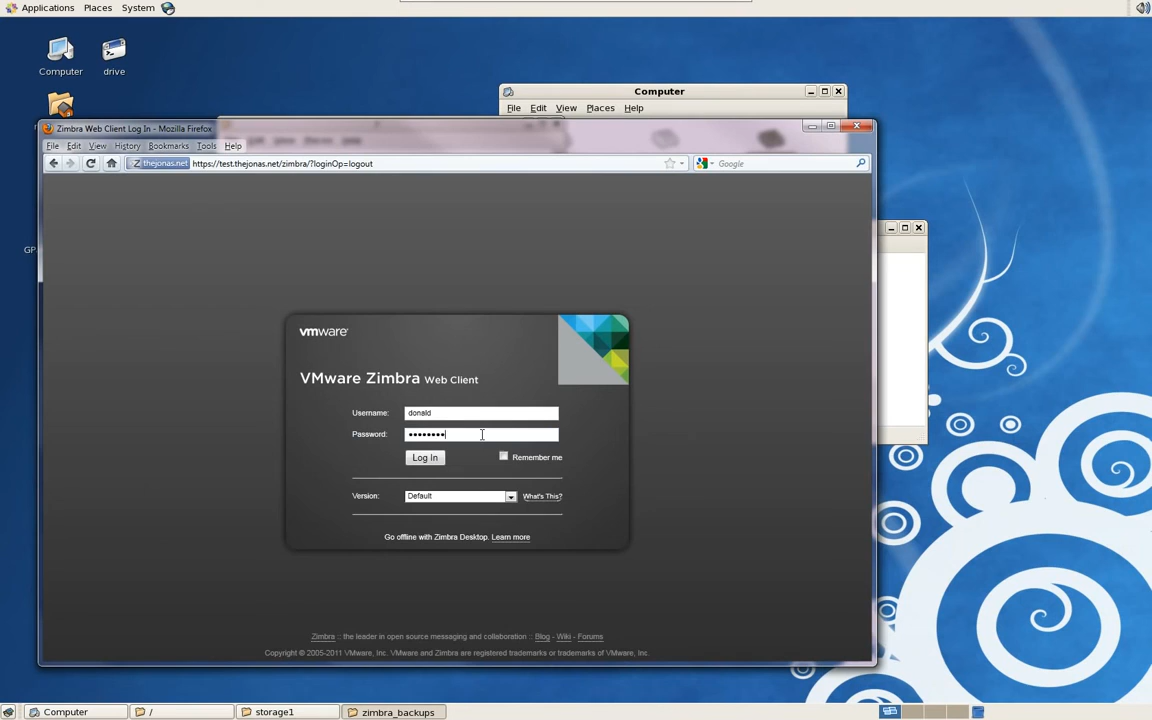 Applications Places System
Computer
drive
Computer
File Edit View Places Help
Zimbra Web Client Log In - Mozilla Firefox
File Edit View History Bookmarks Tools Help
Z thejonas.net https://test.thejonas.net/zimbra/?loginOp=logout
Google
GP
vmware
VMware Zimbra Web Client
Username: donald
Password: ••••••••
Log In
Remember me
Version: Default What's This?
Go offline with Zimbra Desktop. Learn more
Zimbra :: the leader in open source messaging and collaboration :: Blog - Wiki - Forums
Copyright © 2005-2011 VMware, Inc. VMware and Zimbra are registered trademarks or trademarks of VMware, Inc.
Computer / storage1 zimbra_backups